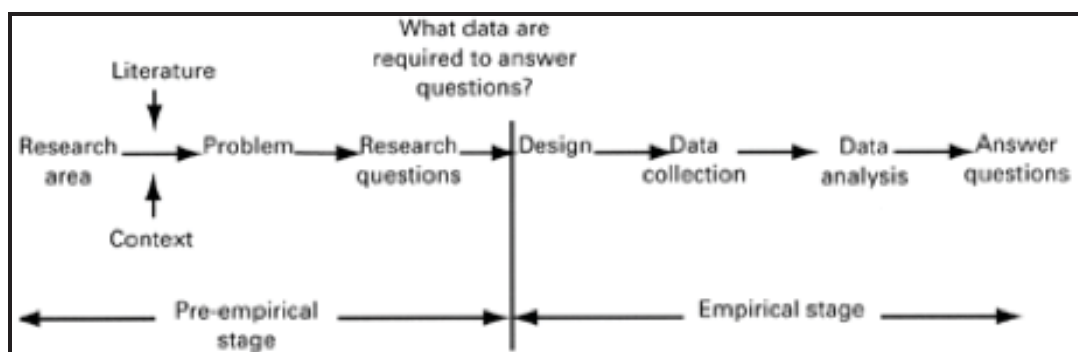 What data are
required to answer
questions?
Literature
Research
area
Problem
Research
questions
Design
Data
collection
Data
analysis
Answer
questions
Context
Pre-empirical
stage
Empirical stage